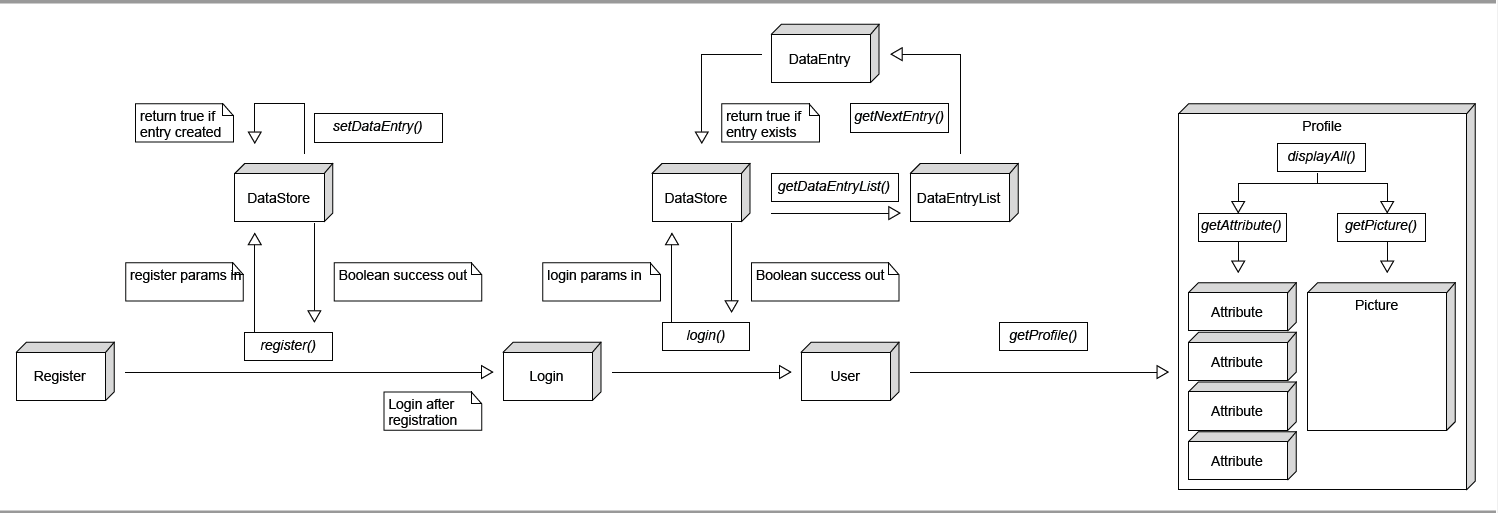 DataEntry
return true if
entry created
setDataEntry()
return true if
entry exists
getNextEntry()
Profile
displayAll()
DataStore
DataStore
getDataEntryList()
DataEntryList
getAttribute()
getPicture()
register params in
Boolean success out
login params in
Boolean success out
Attribute
Picture
register()
login()
getProfile()
Attribute
Register
Login
User
Login after
registration
Attribute
Attribute